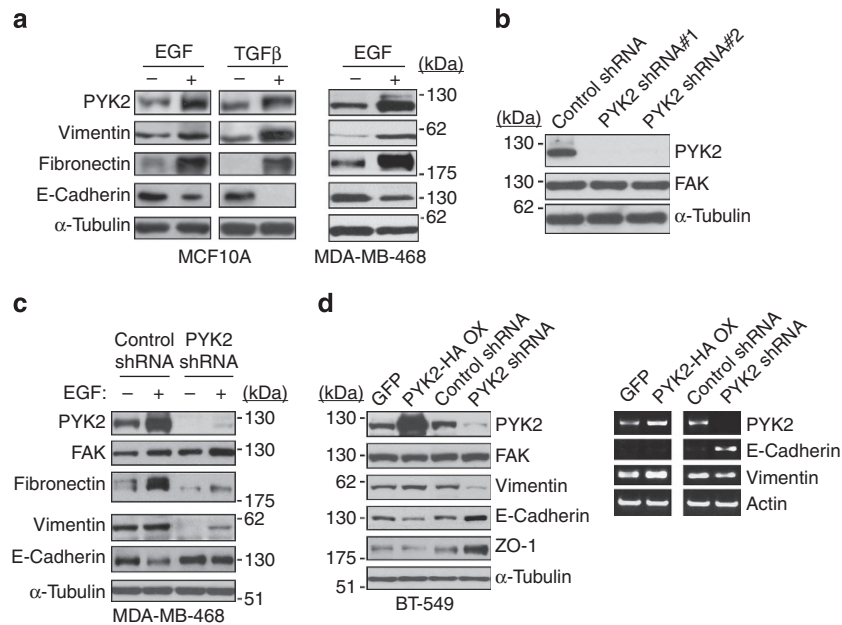 a
EGF TGFβ EGF (kDa)
− + − + − +
PYK2 130
Vimentin 62
Fibronectin 175
E-Cadherin 130
α-Tubulin 62
MCF10A MDA-MB-468
b
Control shRNA PYK2 shRNA#1 PYK2 shRNA#2
(kDa)
130 PYK2
130 FAK
62 α-Tubulin
c
Control shRNA PYK2 shRNA
EGF: − + − + (kDa)
PYK2 130
FAK 130
Fibronectin 175
Vimentin 62
E-Cadherin 130
α-Tubulin 51
MDA-MB-468
d
GFP PYK2-HA OX Control shRNA PYK2 shRNA
(kDa)
130 PYK2
130 FAK
62 Vimentin
130 E-Cadherin
175 ZO-1
51 α-Tubulin
BT-549
GFP PYK2-HA OX Control shRNA PYK2 shRNA
PYK2
E-Cadherin
Vimentin
Actin